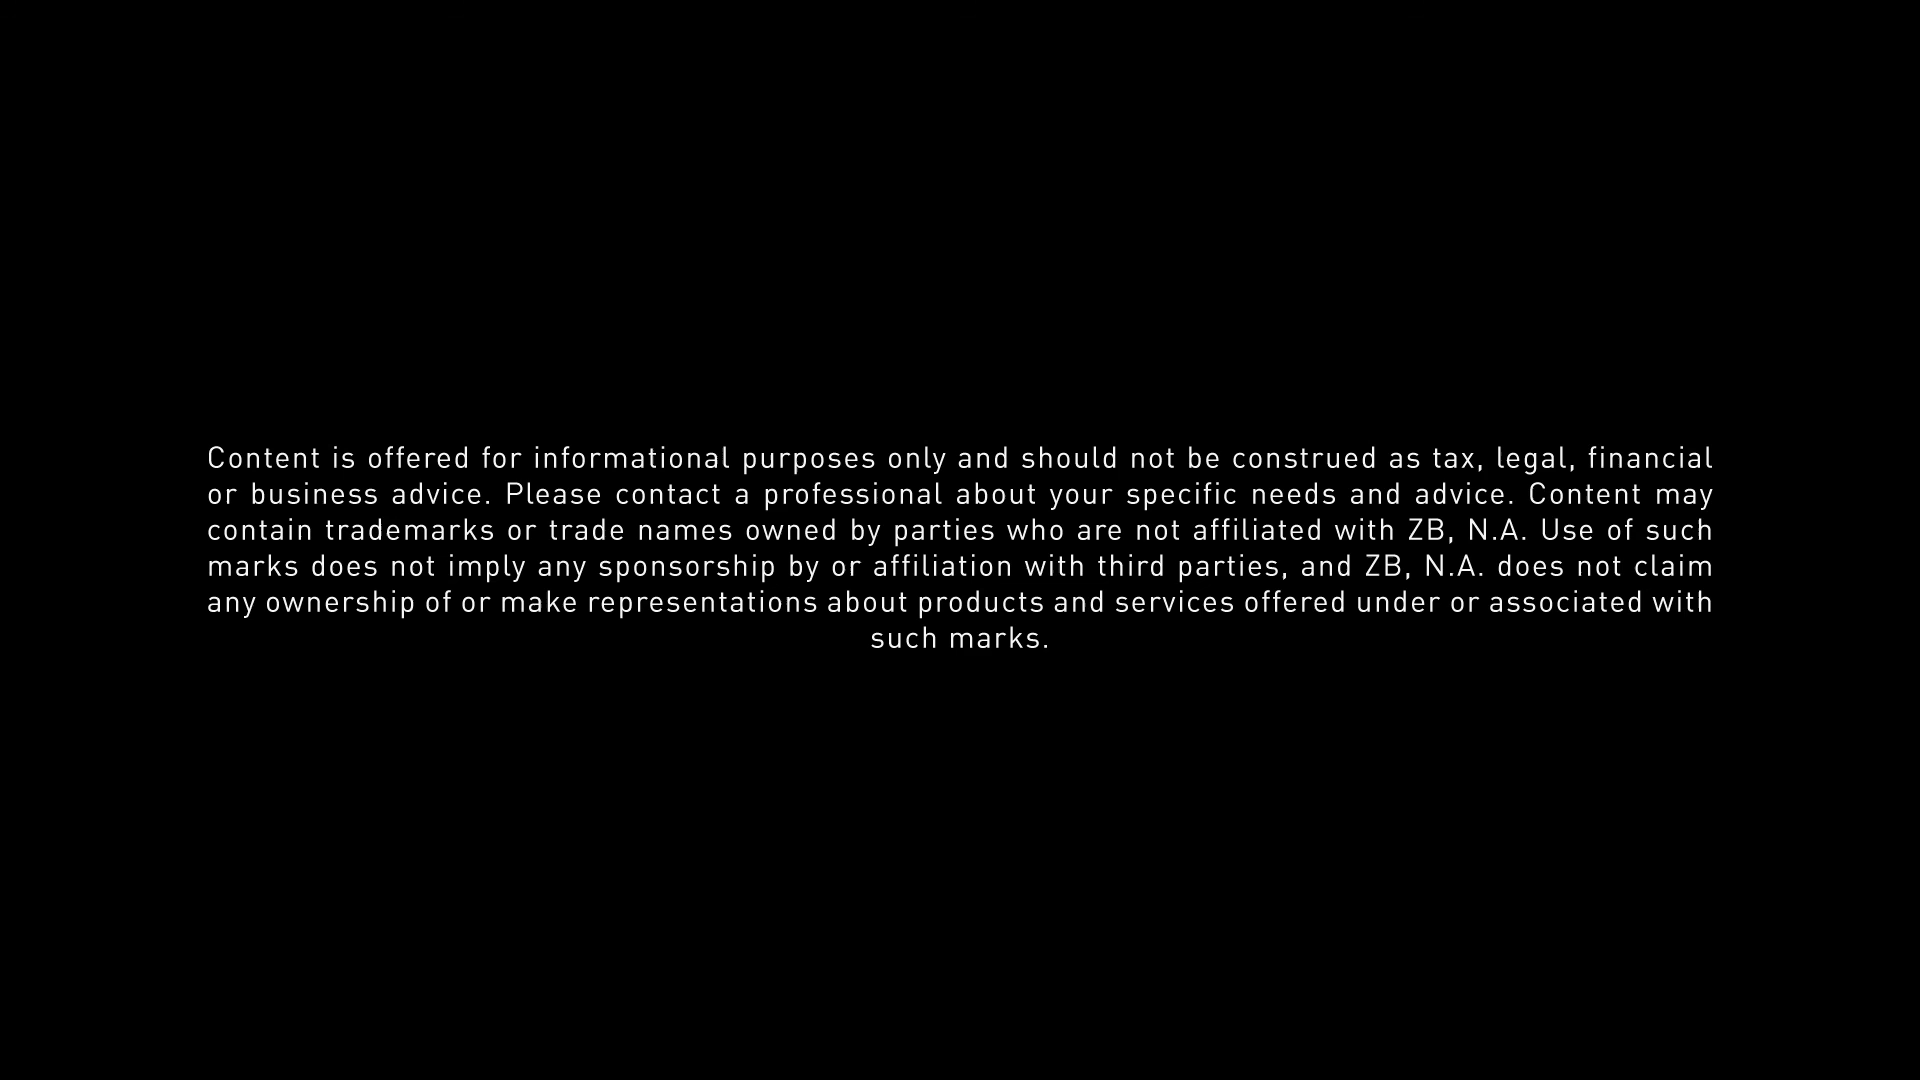 Content is offered for informational purposes only and should not be construed as tax, legal, financial
or business advice. Please contact a professional about your specific needs and advice. Content may
contain trademarks or trade names owned by parties who are not affiliated with ZB, N.A. Use of such
marks does not imply any sponsorship by or affiliation with third parties, and ZB, N.A. does not claim
any ownership of or make representations about products and services offered under or associated with
such marks.